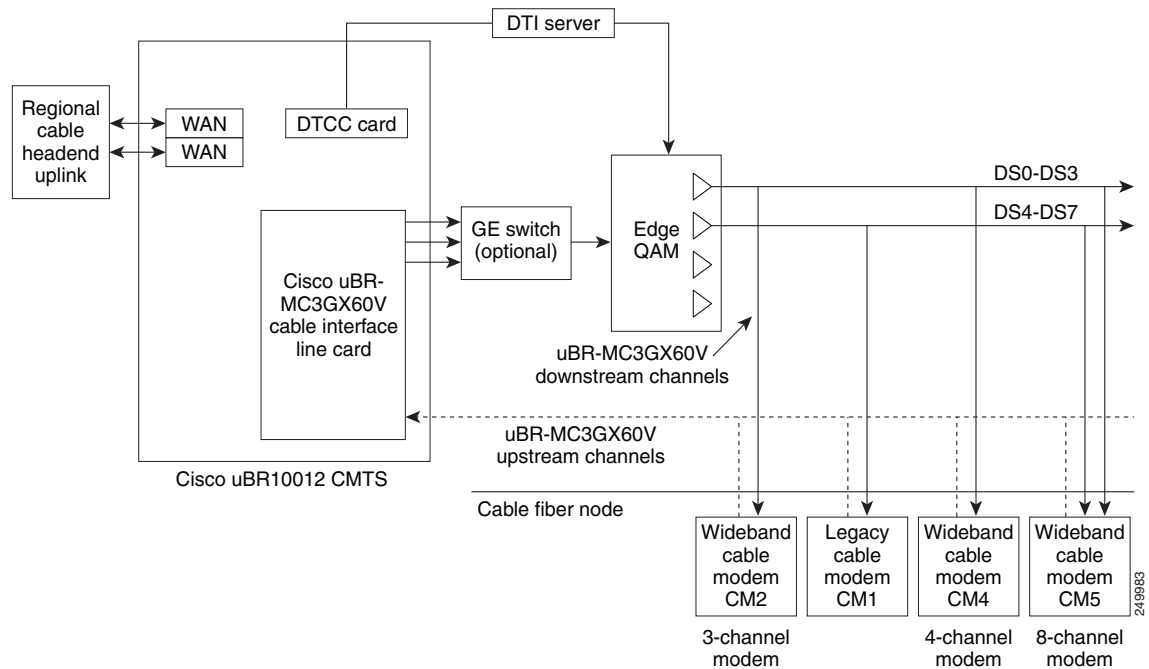 DTI server
Regional
cable
headend
uplink
WAN
WAN
DTCC card
DS0-DS3
DS4-DS7
GE switch
(optional)
Edge
QAM
Cisco uBR-
MC3GX60V
cable interface
line card
uBR-MC3GX60V
downstream channels
uBR-MC3GX60V
upstream channels
Cisco uBR10012 CMTS
Cable fiber node
Wideband
cable
modem
CM2
Legacy
cable
modem
CM1
Wideband
cable
modem
CM4
Wideband
cable
modem
CM5
3-channel
modem
4-channel
modem
8-channel
modem
249983